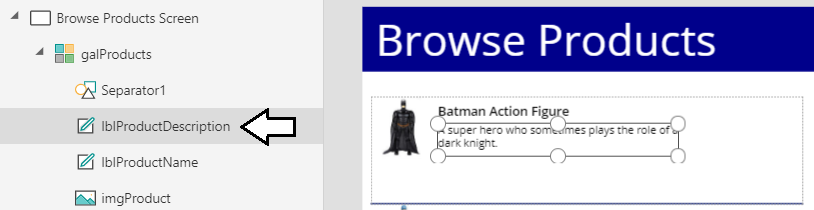 Browse Products Screen
galProducts
Separator1
lblProductDescription
lblProductName
imgProduct
Browse Products
Batman Action Figure
A super hero who sometimes plays the role of a
dark knight.